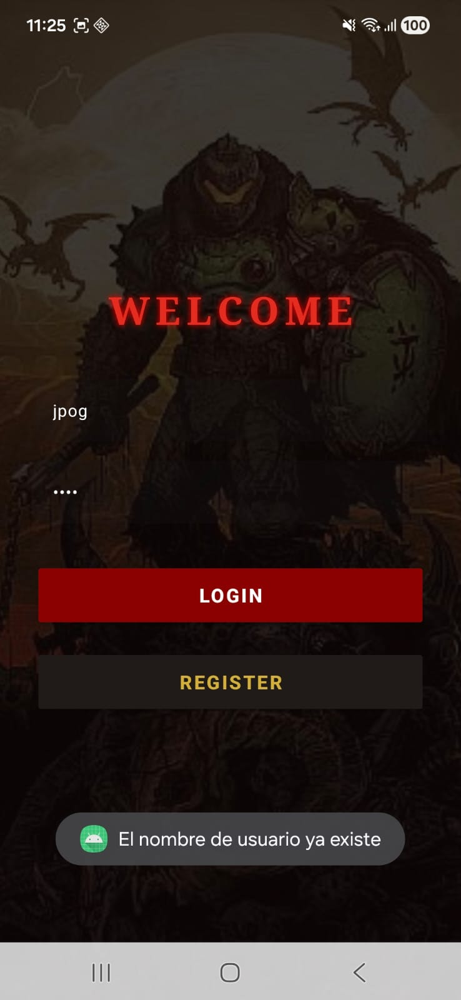 11:25
100
WELCOME
jpog
••••
LOGIN
REGISTER
El nombre de usuario ya existe